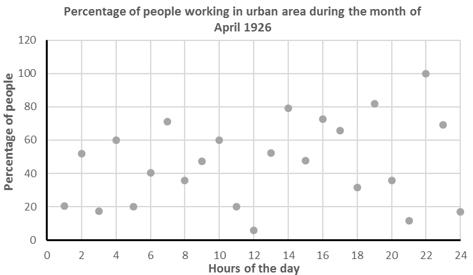 Percentage of people working in urban area during the month of
April 1926
120
100
80
60
40
20
0
Percentage of people
0 2 4 6 8 10 12 14 16 18 20 22 24
Hours of the day